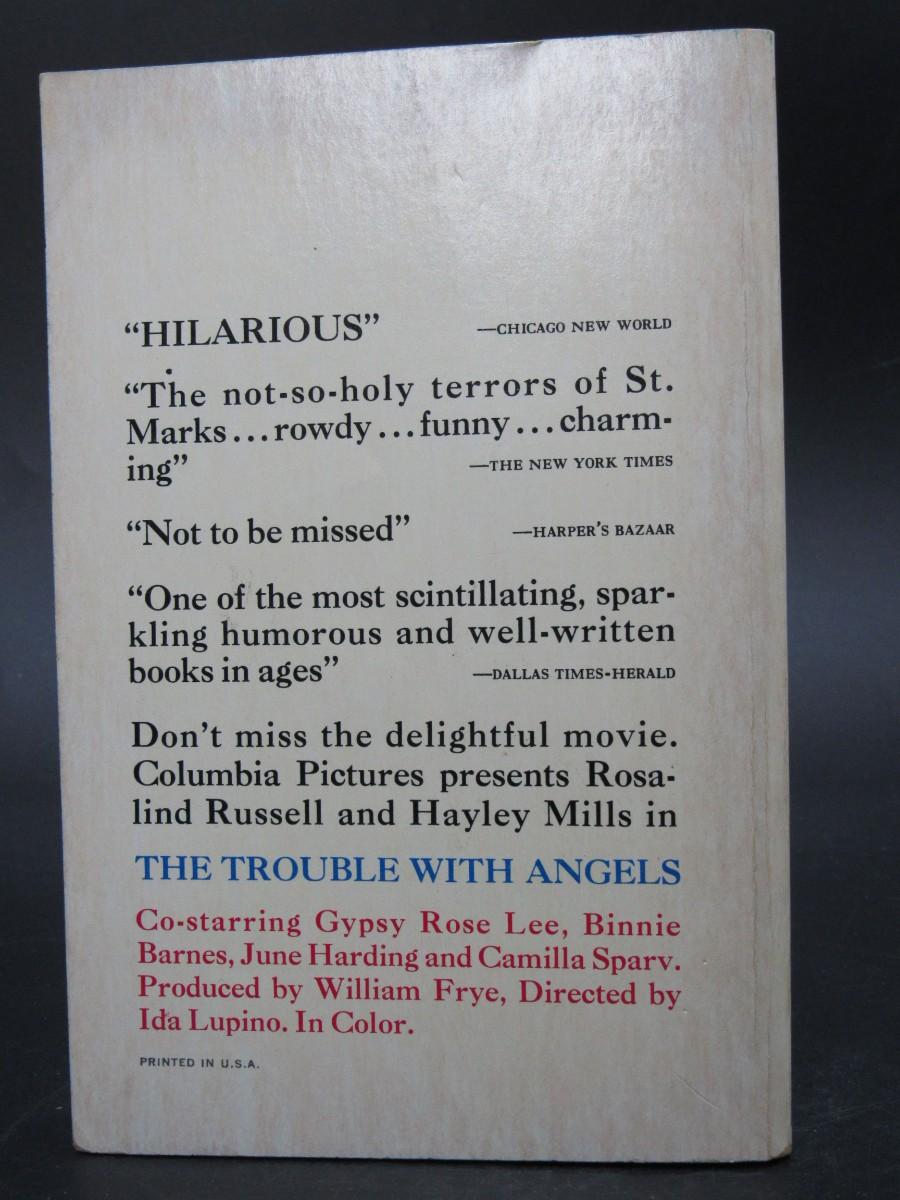 “HILARIOUS” —CHICAGO NEW WORLD
“The not-so-holy terrors of St.
Marks...rowdy...funny...charm-
ing” —THE NEW YORK TIMES
“Not to be missed” —HARPER’S BAZAAR
“One of the most scintillating, spar-
kling humorous and well-written
books in ages” —DALLAS TIMES-HERALD
Don’t miss the delightful movie.
Columbia Pictures presents Rosa-
lind Russell and Hayley Mills in
THE TROUBLE WITH ANGELS
Co-starring Gypsy Rose Lee, Binnie
Barnes, June Harding and Camilla Sparv.
Produced by William Frye, Directed by
Ida Lupino. In Color.
PRINTED IN U.S.A.